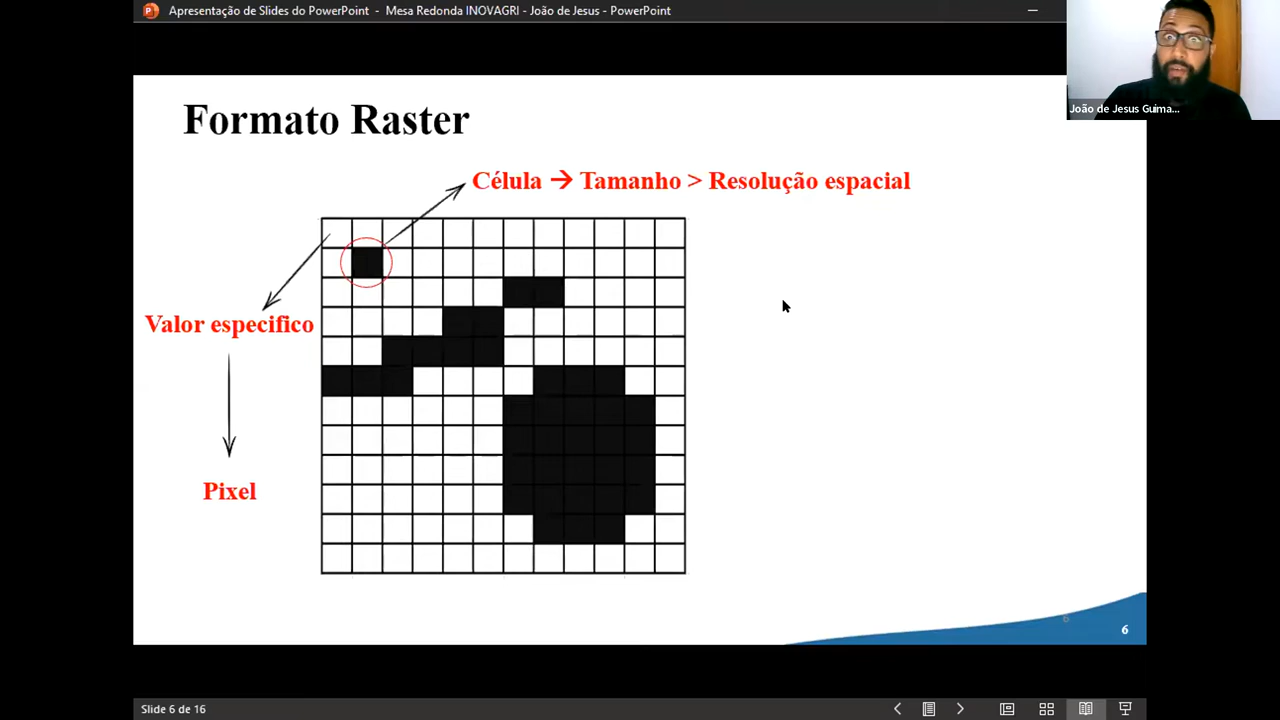 Apresentação de Slides do PowerPoint - Mesa Redonda INOVAGRI - João de Jesus - PowerPoint
João de Jesus Guima...
Formato Raster
Célula → Tamanho > Resolução espacial
Valor especifico
Pixel
6
6
Slide 6 de 16